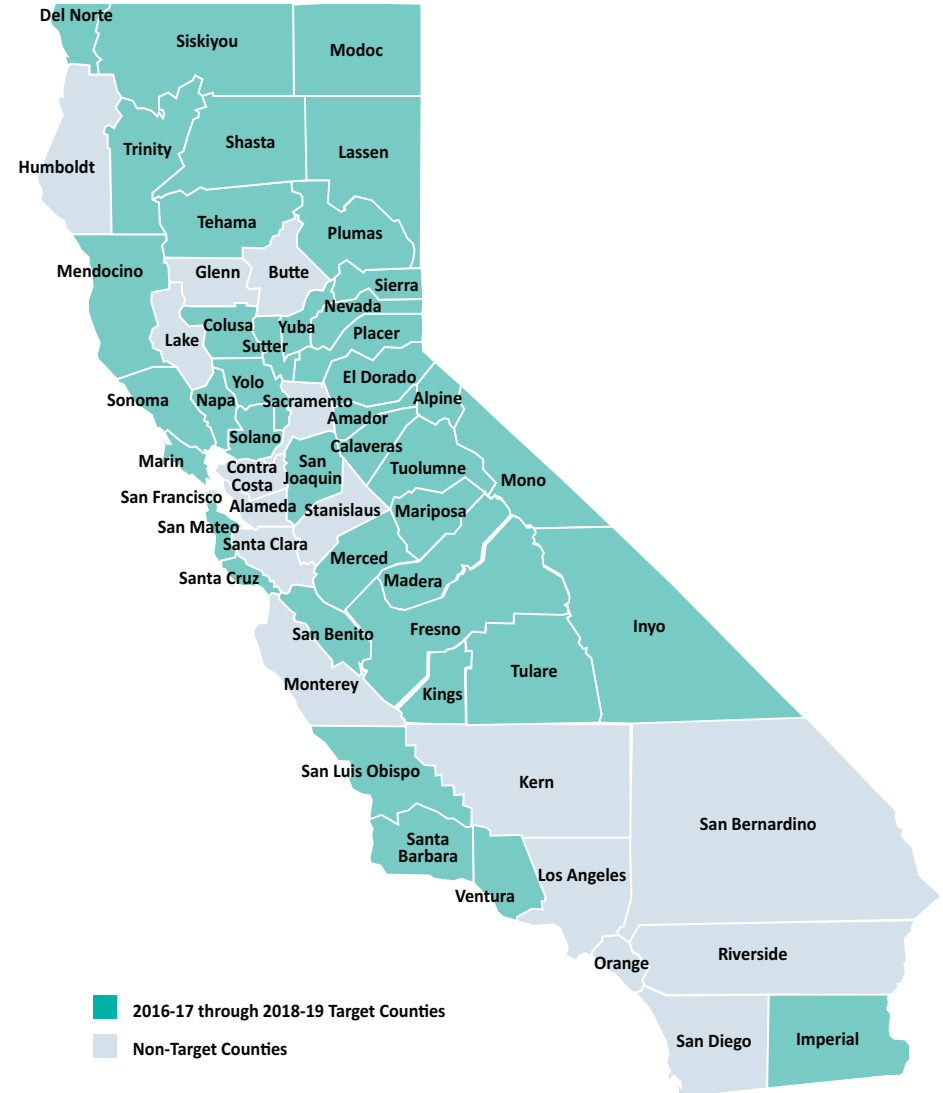 Del Norte
Siskiyou
Modoc
Humboldt
Trinity
Shasta
Lassen
Tehama
Plumas
Mendocino
Glenn
Butte
Sierra
Nevada
Colusa
Yuba
Placer
Lake
Sutter
El Dorado
Yolo
Alpine
Sonoma
Napa
Sacramento
Amador
Solano
Calaveras
Marin
Contra
Costa
San
Joaquin
Tuolumne
Mono
San Francisco
Alameda
Stanislaus
Mariposa
San Mateo
Santa Clara
Merced
Santa Cruz
Madera
San Benito
Fresno
Inyo
Monterey
Kings
Tulare
San Luis Obispo
Kern
San Bernardino
Santa
Barbara
Los Angeles
Ventura
Orange
Riverside
San Diego
Imperial
2016-17 through 2018-19 Target Counties
Non-Target Counties